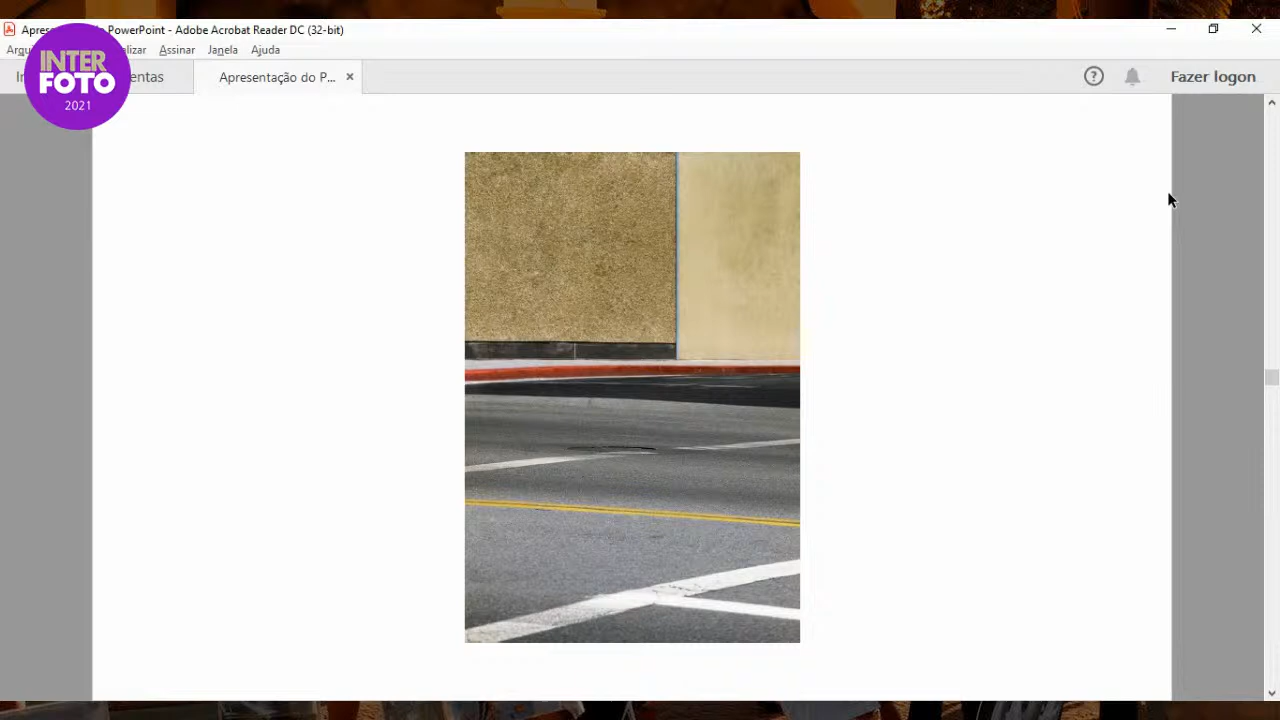 Apres PowerPoint - Adobe Acrobat Reader DC (32-bit)
Arqu lizar Assinar Janela Ajuda
In entas Apresentação do P... × ? Fazer logon
INTER
FOTO
2021